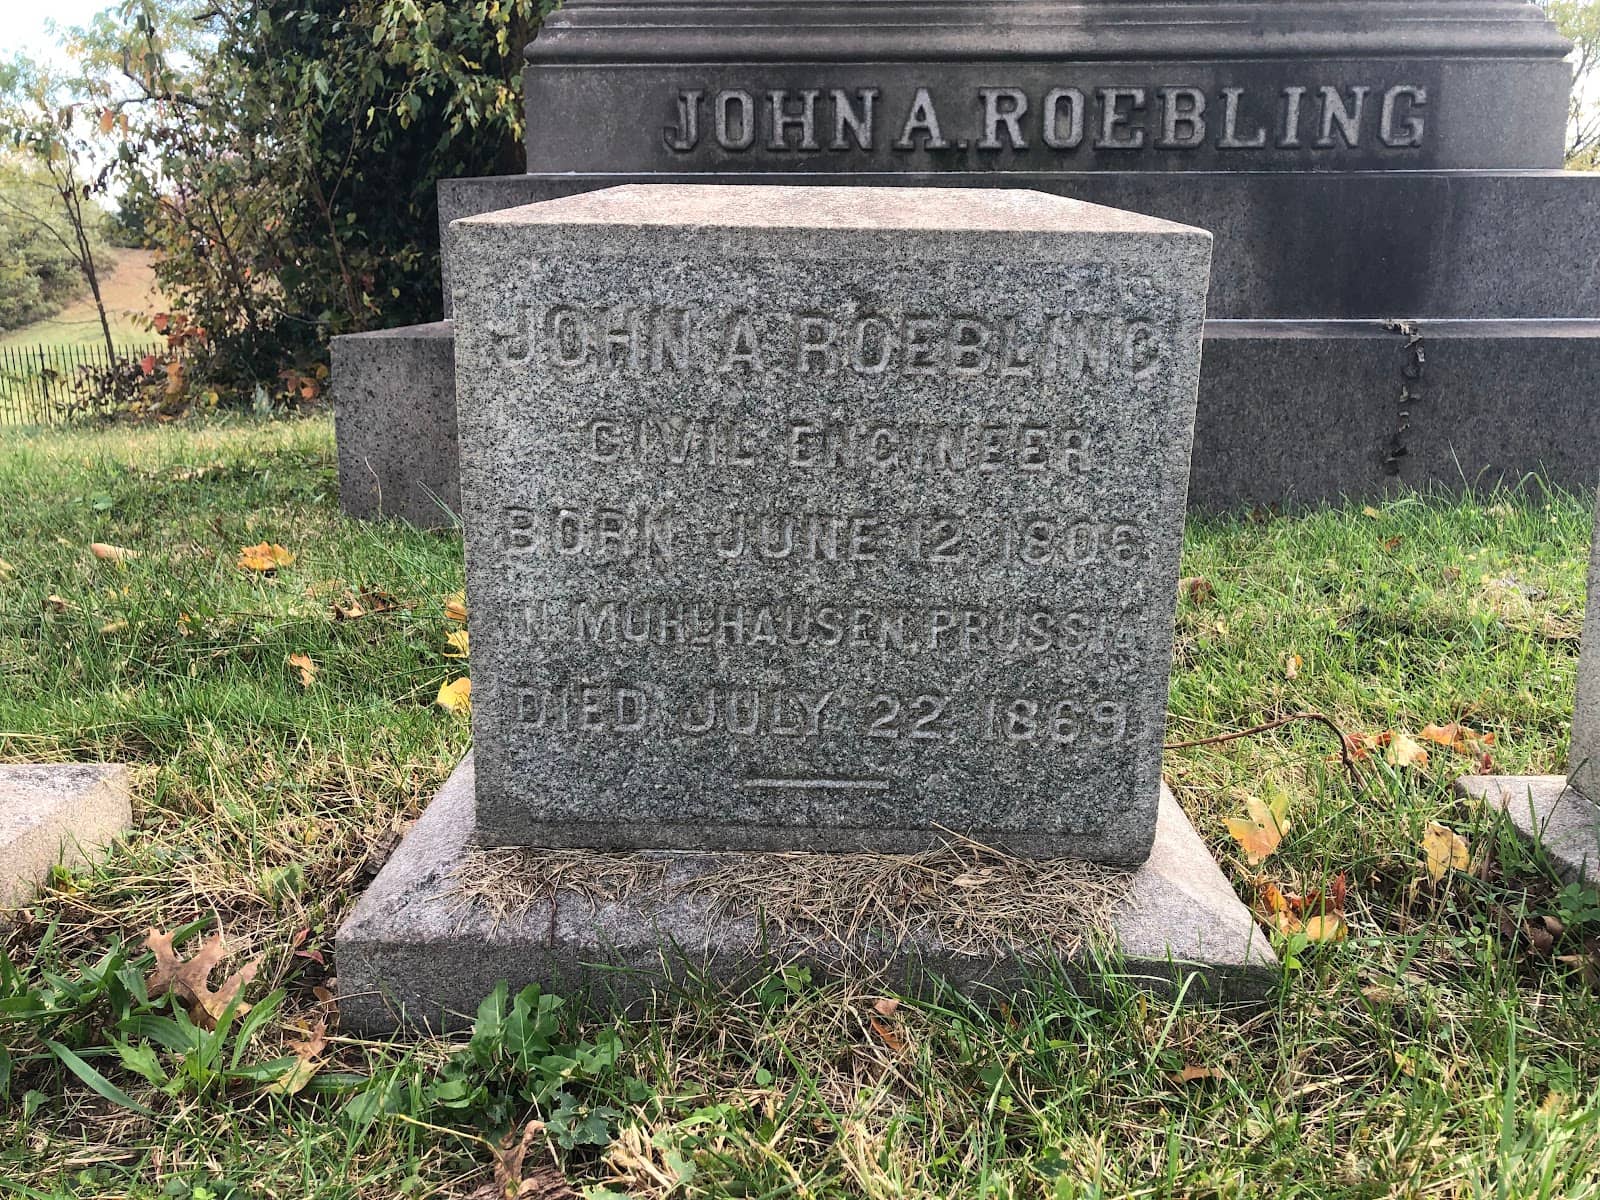 JOHN A. ROEBLING
JOHN A. ROEBLING
CIVIL ENGINEER
BORN JUNE 12, 1806,
IN MUHLHAUSEN, PRUSSIA.
DIED JULY 22, 1869.